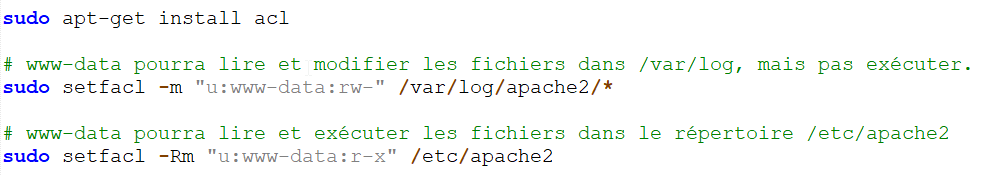 sudo apt-get install acl
# www-data pourra lire et modifier les fichiers dans /var/log, mais pas exécuter.
sudo setfacl -m "u:www-data:rw-" /var/log/apache2/*
# www-data pourra lire et exécuter les fichiers dans le répertoire /etc/apache2
sudo setfacl -Rm "u:www-data:r-x" /etc/apache2